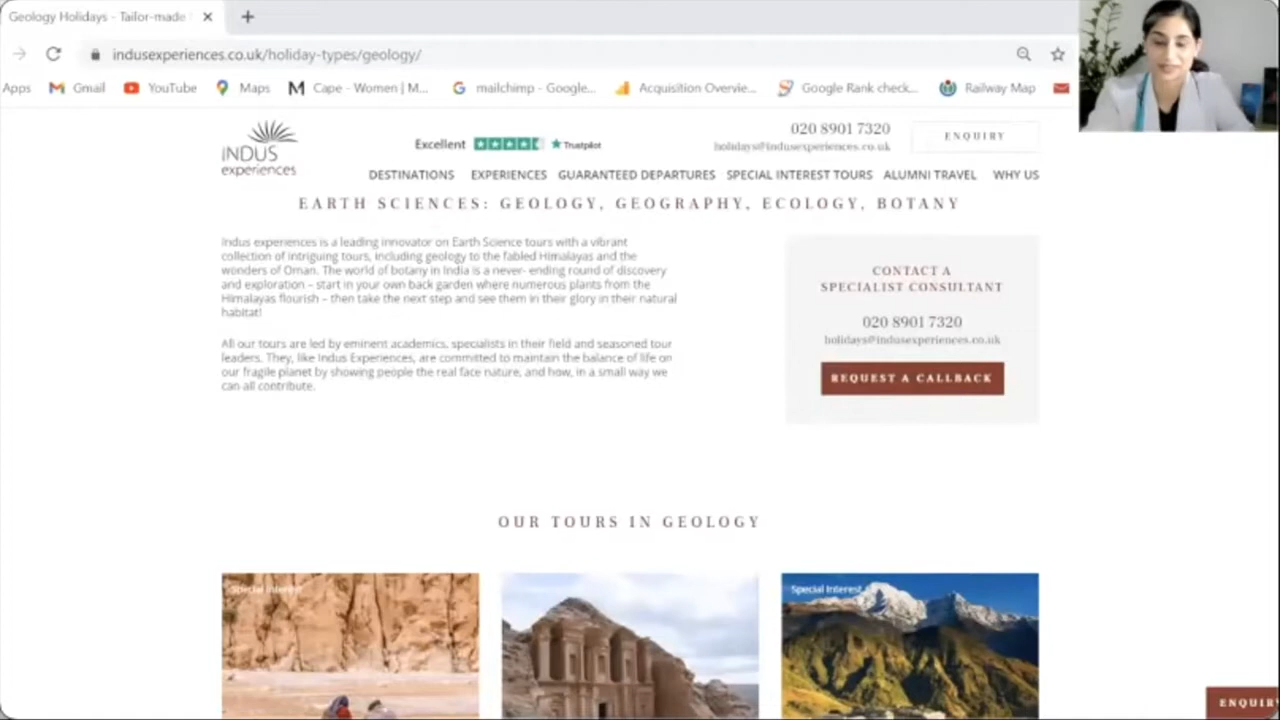 Geology Holidays - Tailor-made
indusexperiences.co.uk/holiday-types/geology/
Apps Gmail YouTube Maps Cape - Women | M... mailchimp - Google... Acquisition Overvie... Google Rank check... Railway Map
INDUS
experiences
Excellent Trustpilot
020 8901 7320
holidays@indusexperiences.co.uk
ENQUIRY
DESTINATIONS EXPERIENCES GUARANTEED DEPARTURES SPECIAL INTEREST TOURS ALUMNI TRAVEL WHY US
EARTH SCIENCES: GEOLOGY, GEOGRAPHY, ECOLOGY, BOTANY
Indus experiences is a leading innovator on Earth Science tours with a vibrant
collection of intriguing tours, including geology to the fabled Himalayas and the
wonders of Oman. The world of botany in India is a never- ending round of discovery
and exploration – start in your own back garden where numerous plants from the
Himalayas flourish – then take the next step and see them in their glory in their natural
habitat!
All our tours are led by eminent academics, specialists in their field and seasoned tour
leaders. They, like Indus Experiences, are committed to maintain the balance of life on
our fragile planet by showing people the real face nature, and how, in a small way we
can all contribute.
CONTACT A
SPECIALIST CONSULTANT
020 8901 7320
holidays@indusexperiences.co.uk
REQUEST A CALLBACK
OUR TOURS IN GEOLOGY
Special Interest
Special Interest
ENQUIR